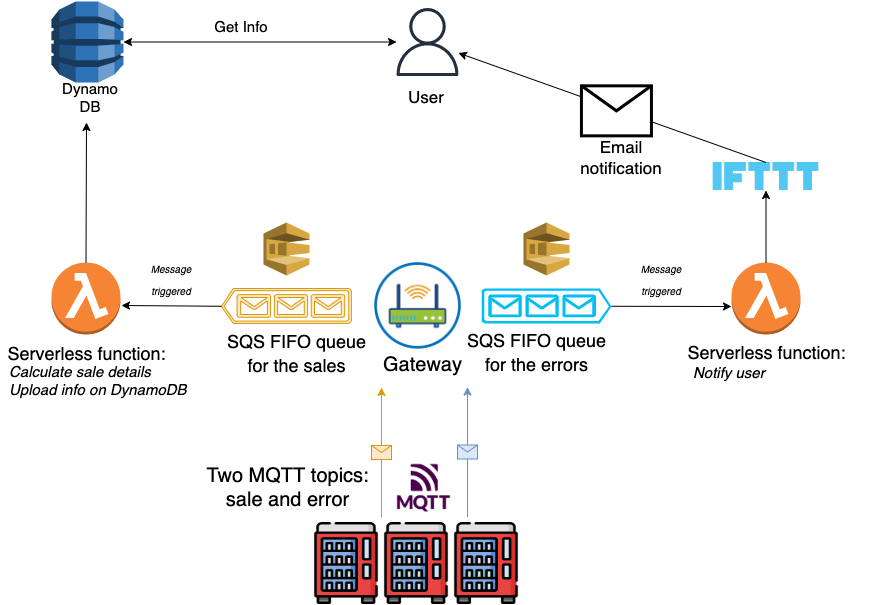 Get Info
Dynamo
DB
User
Email
notification
IFTTT
Message
triggered
Message
triggered
λ
λ
SQS FIFO queue
for the sales
Gateway
SQS FIFO queue
for the errors
Serverless function:
Calculate sale details
Upload info on DynamoDB
Serverless function:
Notify user
Two MQTT topics:
sale and error
MQTT